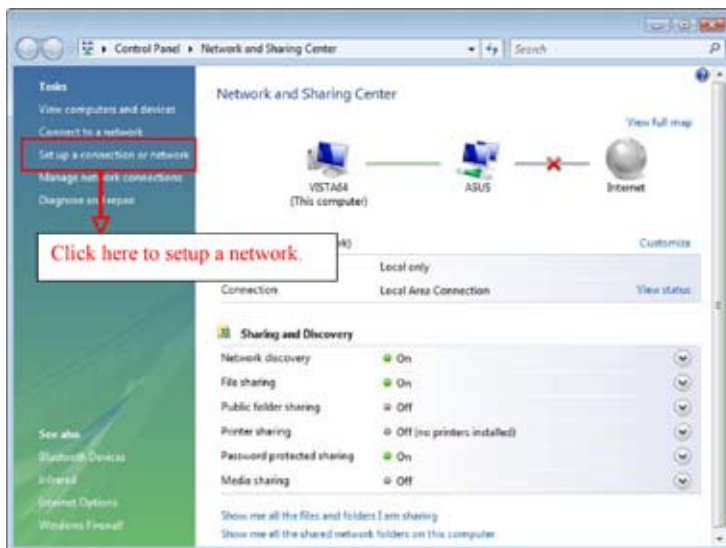 Control Panel ▸ Network and Sharing Center
Search
Tasks
View computers and devices
Connect to a network
Set up a connection or network
Manage network connections
Diagnose and repair
Click here to setup a network.
See also
Bluetooth Devices
Infrared
Internet Options
Windows Firewall
Network and Sharing Center
View full map
VISTA64
(This computer)
ASUS
Internet
Customize
Local only
Connection Local Area Connection View status
Sharing and Discovery
Network discovery On
File sharing On
Public folder sharing Off
Printer sharing Off (no printers installed)
Password protected sharing On
Media sharing Off
Show me all the files and folders I am sharing
Show me all the shared network folders on this computer